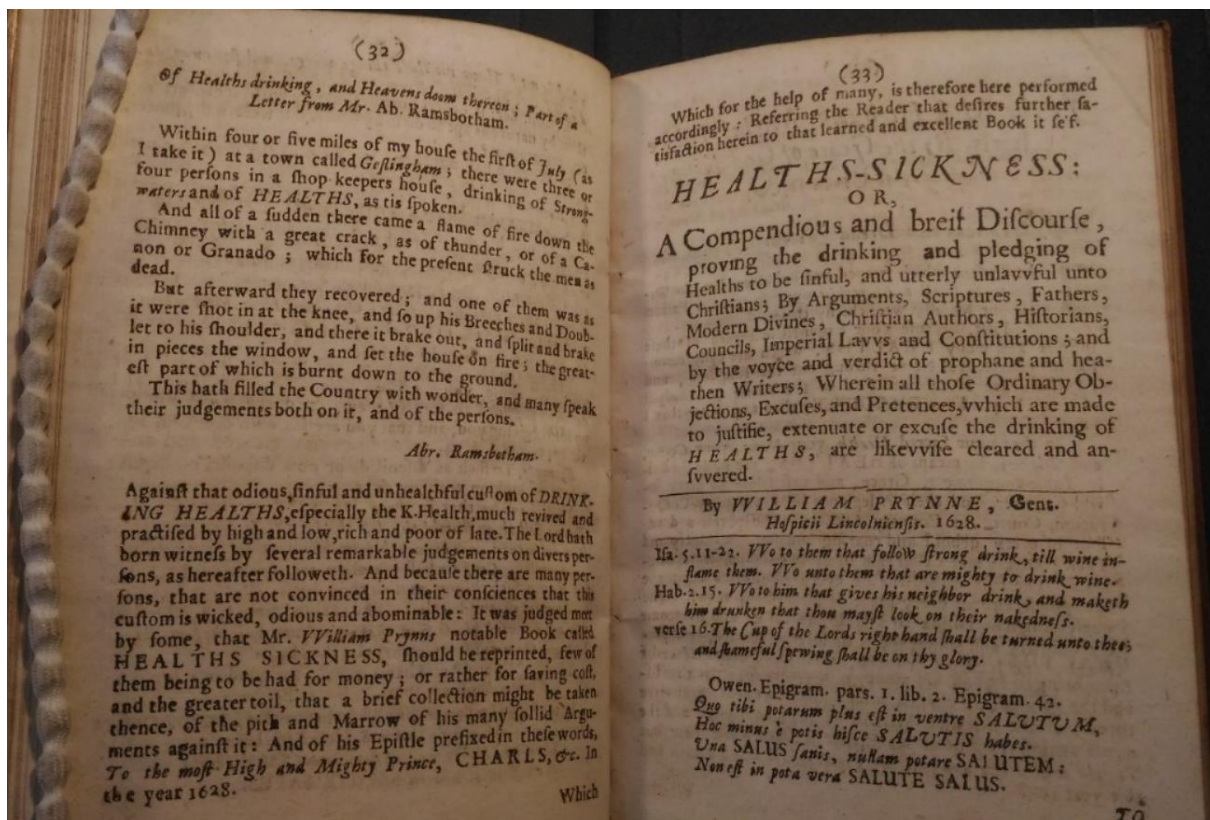 (32)
Of Healths drinking, and Heavens doom thereon; Part of a
Letter from Mr. Ab. Ramsbotham.
Within four or five miles of my houſe the firſt of July (as
I take it) at a town called Geſlingham; there were three or
four perſons in a ſhop-keepers houſe, drinking of Strong-
waters and of HEALTHS, as tis ſpoken.
And all of a ſudden there came a flame of fire down the
Chimney with a great crack, as of thunder, or of a Ca-
non or Granado; which for the preſent ſtruck the men as
dead.
But afterward they recovered; and one of them was as
it were ſhot in at the knee, and ſo up his Breeches and Doub-
let to his ſhoulder, and there it brake out, and ſplit and brake
in pieces the window, and ſet the houſe on fire; the great-
eſt part of which is burnt down to the ground.
This hath filled the Country with wonder, and many ſpeak
their judgements both on it, and of the perſons.
Abr. Ramsbotham.
Againſt that odious, ſinful and unhealthful cuſtom of DRINK-
ING HEALTHS, eſpecially the K. Health, much revived and
practiſed by high and low, rich and poor of late. The Lord hath
born witneſs by ſeveral remarkable judgements on divers per-
ſons, as hereafter followeth. And becauſe there are many per-
ſons, that are not convinced in their conſciences that this
cuſtom is wicked, odious and abominable: It was judged meet
by ſome, that Mr. VVilliam Prynns notable Book called
HEALTHS SICKNESS, ſhould be reprinted, few of
them being to be had for money; or rather for ſaving coſt,
and the greater toil, that a brief collection might be taken
thence, of the pith and Marrow of his many ſollid Argu-
ments againſt it: And of his Epiſtle prefixed in theſe words,
To the moſt High and Mighty Prince, CHARLS, &c. In
the year 1628.
Which
(33)
Which for the help of many, is therefore here performed
accordingly: Referring the Reader that deſires further ſa-
tisfaction herein to that learned and excellent Book it ſe'f.
HEALTHS-SICKNESS:
OR,
A Compendious and breif Diſcourſe,
proving the drinking and pledging of
Healths to be ſinful, and utterly unlavvful unto
Chriſtians; By Arguments, Scriptures, Fathers,
Modern Divines, Chriſtian Authors, Hiſtorians,
Councils, Imperial Lavvs and Conſtitutions; and
by the voyce and verdict of prophane and hea-
then Writers; Wherein all thoſe Ordinary Ob-
jections, Excuſes, and Pretences, vvhich are made
to juſtifie, extenuate or excuſe the drinking of
HEALTHS, are likevviſe cleared and an-
ſvvered.
By VVILLIAM PRYNNE, Gent.
Hoſpicii Lincolnienſis. 1628.
Iſa. 5.11-22. VVo to them that follow ſtrong drink, till wine in-
flame them. VVo unto them that are mighty to drink wine.
Hab. 2.15. VVo to him that gives his neighbor drink, and maketh
him drunken that thou mayſt look on their nakedneſs.
verſe 16. The Cup of the Lords right hand ſhall be turned unto thee;
and ſhameful ſpewing ſhall be on thy glory.
Owen. Epigram. pars. 1. lib. 2. Epigram. 42.
Quo tibi potarum plus eſt in ventre SALUTUM,
Hoc minus è potis hiſce SALUTIS habes.
Una SALUS ſanis, nullam potare SALUTEM:
Non eſt in pota vera SALUTE SALUS.